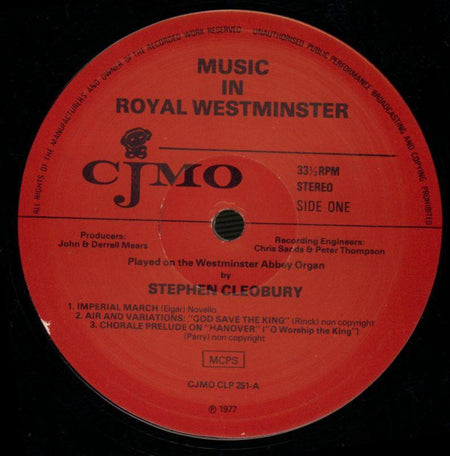 ALL RIGHTS OF THE MANUFACTURERS AND OWNER OF THE RECORDED WORK RESERVED UNAUTHORISED PUBLIC PERFORMANCE BROADCASTING AND COPYING PROHIBITED
MUSIC
IN
ROYAL WESTMINSTER
CJMO
33⅓ RPM
STEREO
SIDE ONE
Producers:
John & Derrell Mears
Recording Engineers:
Chris Sands & Peter Thompson
Played on the Westminster Abbey Organ
by
STEPHEN CLEOBURY
1. IMPERIAL MARCH (Elgar) Novello
2. AIR AND VARIATIONS: "GOD SAVE THE KING" (Rinck) non copyright
3. CHORALE PRELUDE ON "HANOVER" ["O Worship the King"]
(Parry) non copyright
MCPS
CJMO CLP 251-A
℗ 1977